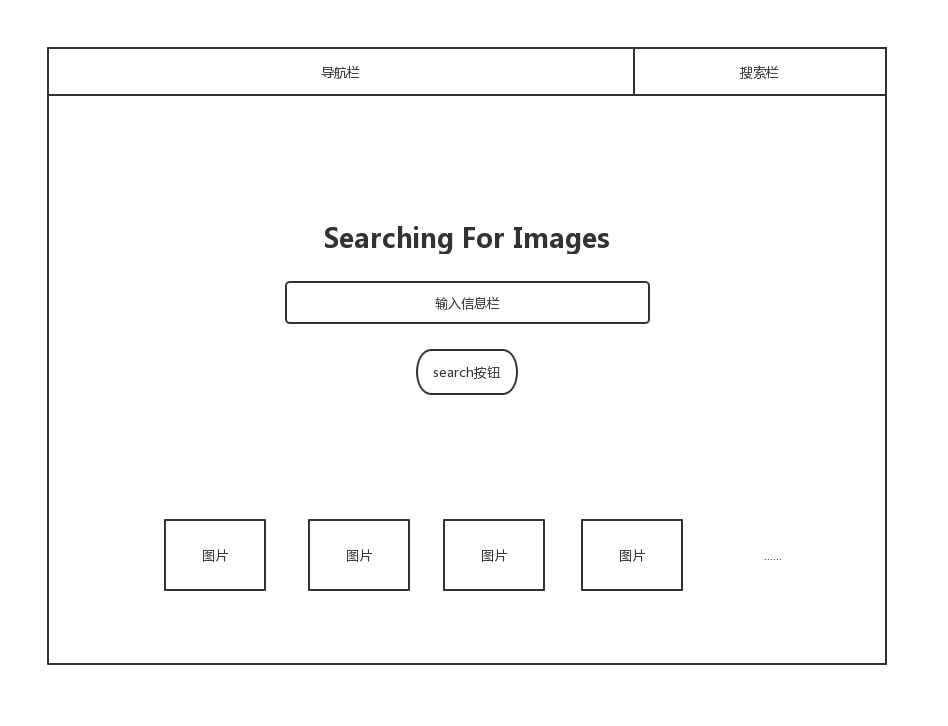 导航栏
搜索栏
Searching For Images
输入信息栏
search按钮
图片
图片
图片
图片
......